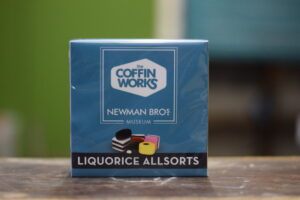 THE
COFFIN
WORKS
NEWMAN BROS
MUSEUM
LIQUORICE ALLSORTS